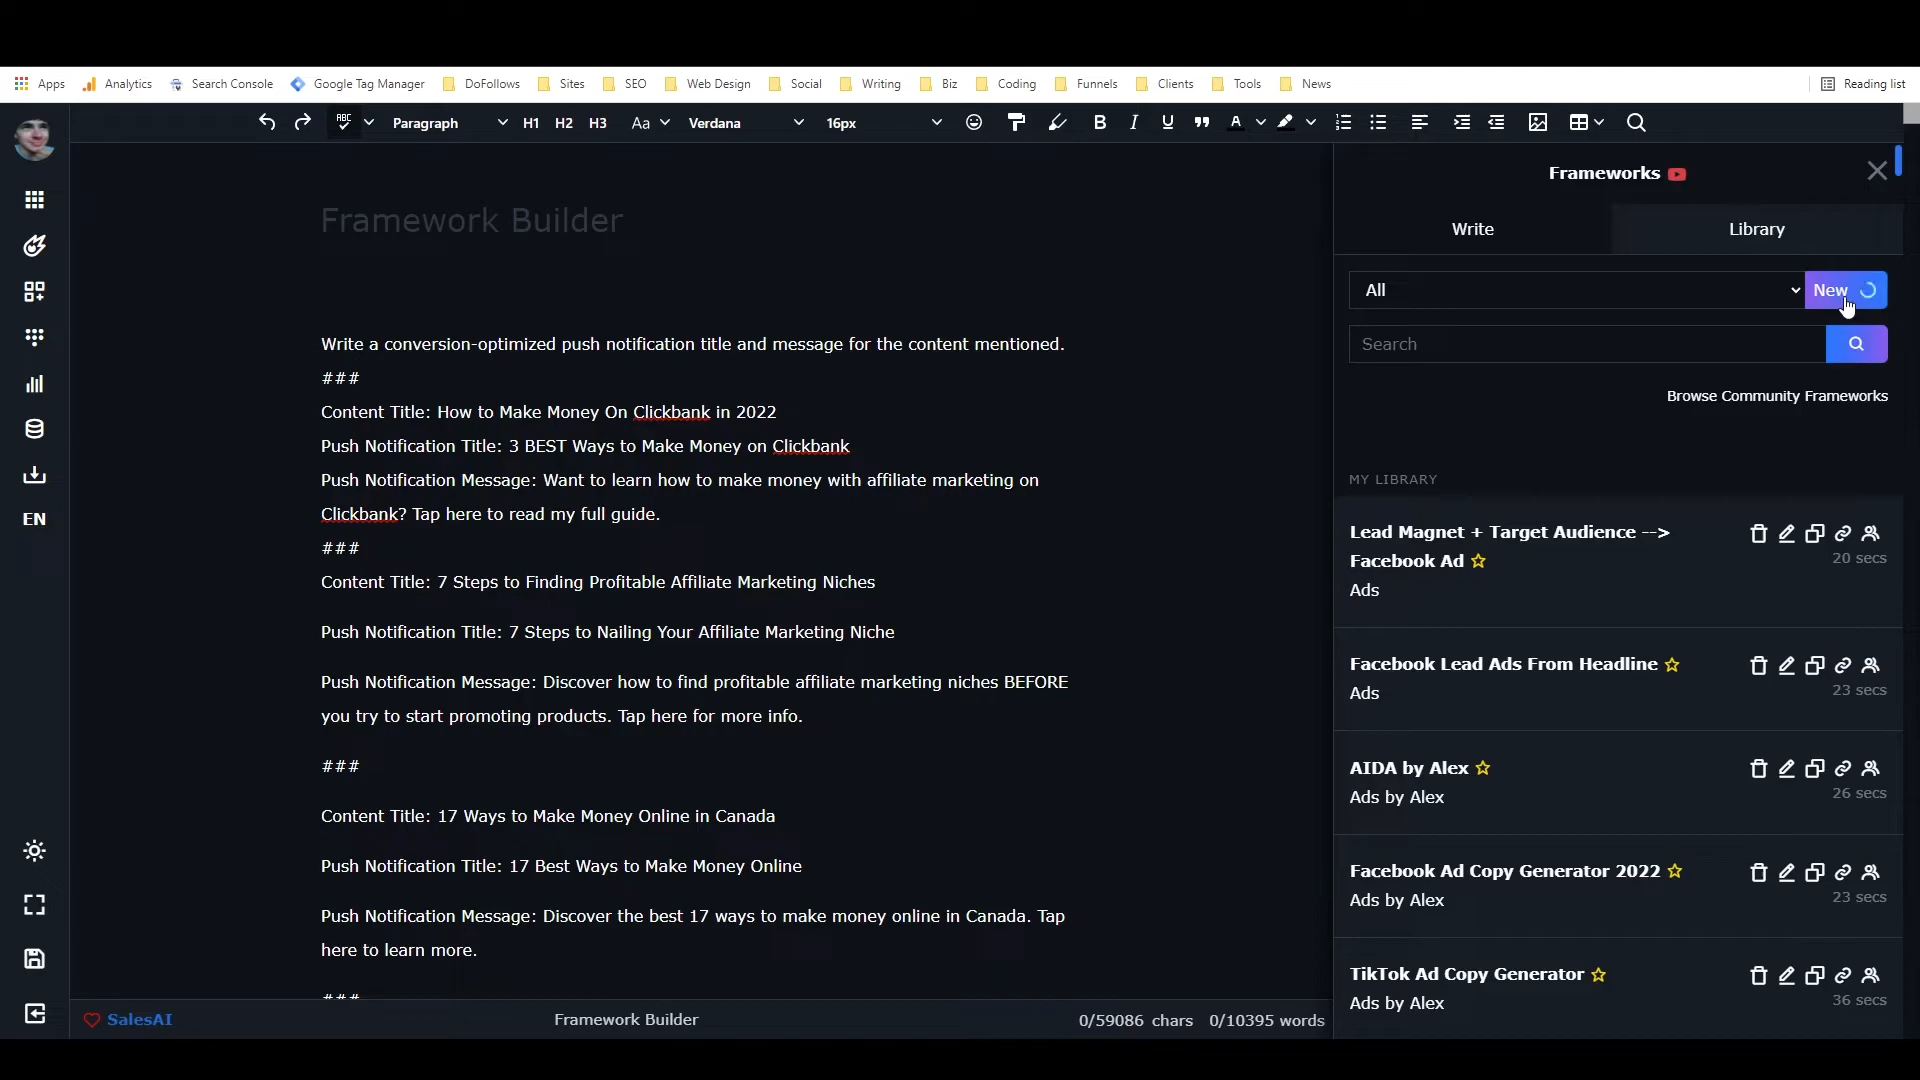 Apps Analytics Search Console Google Tag Manager DoFollows Sites SEO Web Design Social Writing Biz Coding Funnels Clients Tools News Reading list
ABC Paragraph H1 H2 H3 Aa Verdana 16px B I U A
Frameworks
Write Library
All New
Search
Browse Community Frameworks
EN
Framework Builder
Write a conversion-optimized push notification title and message for the content mentioned.
###
Content Title: How to Make Money On Clickbank in 2022
Push Notification Title: 3 BEST Ways to Make Money on Clickbank
Push Notification Message: Want to learn how to make money with affiliate marketing on
Clickbank? Tap here to read my full guide.
###
Content Title: 7 Steps to Finding Profitable Affiliate Marketing Niches
Push Notification Title: 7 Steps to Nailing Your Affiliate Marketing Niche
Push Notification Message: Discover how to find profitable affiliate marketing niches BEFORE
you try to start promoting products. Tap here for more info.
###
Content Title: 17 Ways to Make Money Online in Canada
Push Notification Title: 17 Best Ways to Make Money Online
Push Notification Message: Discover the best 17 ways to make money online in Canada. Tap
here to learn more.
###
MY LIBRARY
Lead Magnet + Target Audience -->
Facebook Ad
20 secs
Ads
Facebook Lead Ads From Headline
23 secs
Ads
AIDA by Alex
26 secs
Ads by Alex
Facebook Ad Copy Generator 2022
23 secs
Ads by Alex
TikTok Ad Copy Generator
36 secs
Ads by Alex
SalesAI Framework Builder 0/59086 chars 0/10395 words